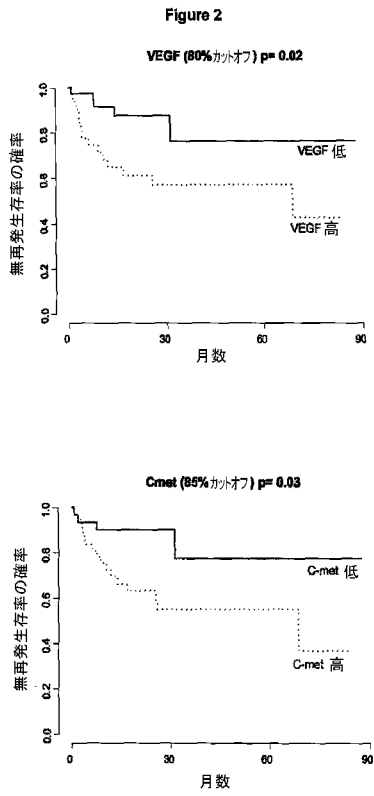 Figure 2
VEGF (80%カットオフ) p= 0.02
無再発生存率の確率
1.0
0.8
0.6
0.4
0.2
0.0
VEGF 低
VEGF 高
0 30 60 90
月数
Cmet (85%カットオフ) p= 0.03
無再発生存率の確率
1.0
0.8
0.6
0.4
0.2
0.0
C-met 低
C-met 高
0 30 60 90
月数